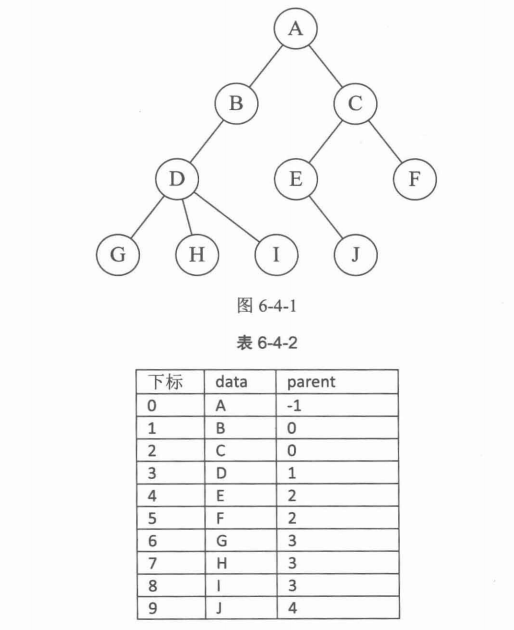 A
B C
D E F
G H I J
图 6-4-1
表 6-4-2
下标 data parent
0 A -1
1 B 0
2 C 0
3 D 1
4 E 2
5 F 2
6 G 3
7 H 3
8 I 3
9 J 4